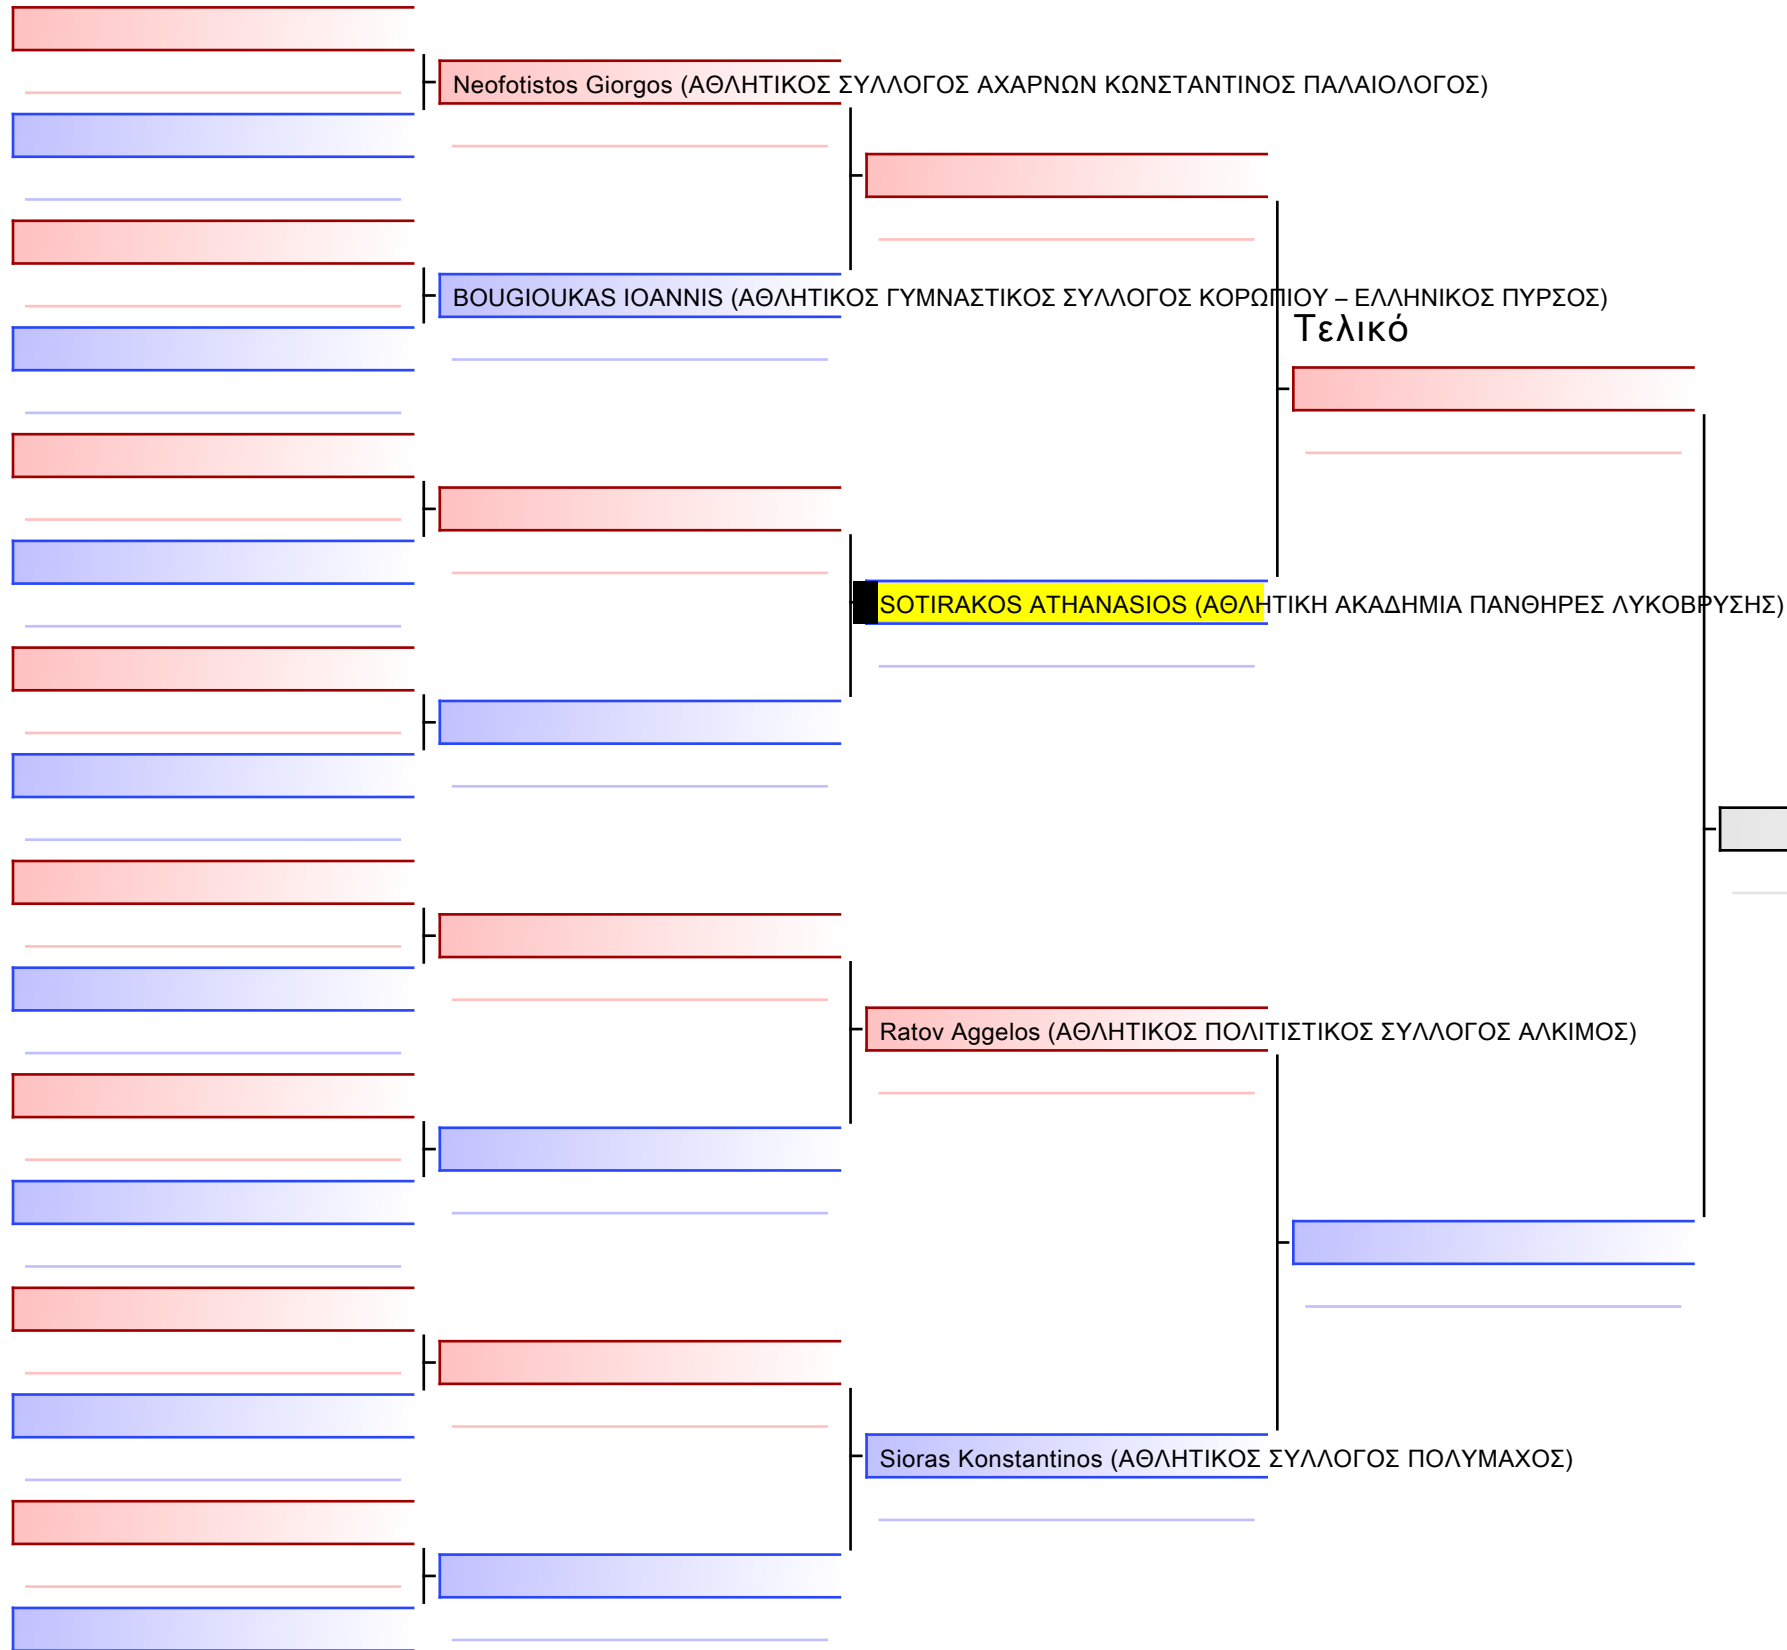 Neofotistos Giorgos (ΑΘΛΗΤΙΚΟΣ ΣΥΛΛΟΓΟΣ ΑΧΑΡΝΩΝ ΚΩΝΣΤΑΝΤΙΝΟΣ ΠΑΛΑΙΟΛΟΓΟΣ)
BOUGIOUKAS IOANNIS (ΑΘΛΗΤΙΚΟΣ ΓΥΜΝΑΣΤΙΚΟΣ ΣΥΛΛΟΓΟΣ ΚΟΡΩΠΙΟΥ – ΕΛΛΗΝΙΚΟΣ ΠΥΡΣΟΣ)
Τελικό
SOTIRAKOS ATHANASIOS (ΑΘΛΗΤΙΚΗ ΑΚΑΔΗΜΙΑ ΠΑΝΘΗΡΕΣ ΛΥΚΟΒΡΥΣΗΣ)
Ratov Aggelos (ΑΘΛΗΤΙΚΟΣ ΠΟΛΙΤΙΣΤΙΚΟΣ ΣΥΛΛΟΓΟΣ ΑΛΚΙΜΟΣ)
Sioras Konstantinos (ΑΘΛΗΤΙΚΟΣ ΣΥΛΛΟΓΟΣ ΠΟΛΥΜΑΧΟΣ)